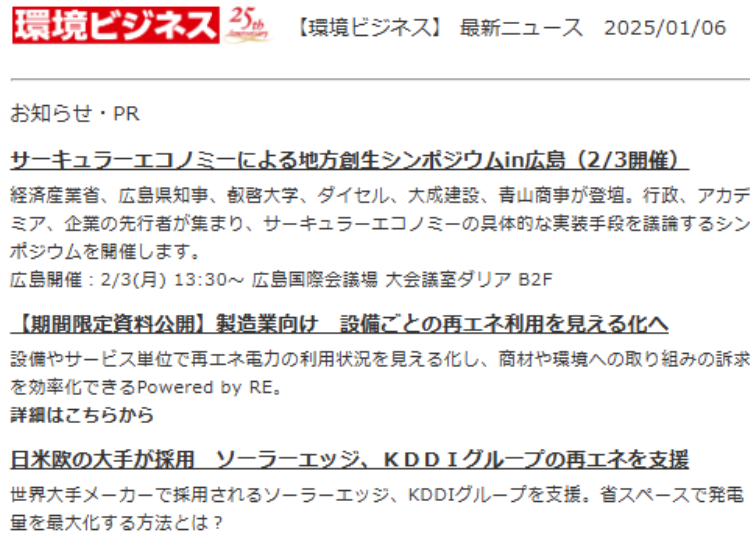 環境ビジネス 25th Anniversary 【環境ビジネス】 最新ニュース 2025/01/06
お知らせ・PR
サーキュラーエコノミーによる地方創生シンポジウムin広島（2/3開催）
経済産業省、広島県知事、叡啓大学、ダイセル、大成建設、青山商事が登壇。行政、アカデ
ミア、企業の先行者が集まり、サーキュラーエコノミーの具体的な実装手段を議論するシン
ポジウムを開催します。
広島開催：2/3(月) 13:30～ 広島国際会議場 大会議室ダリア B2F
【期間限定資料公開】製造業向け　設備ごとの再エネ利用を見える化へ
設備やサービス単位で再エネ電力の利用状況を見える化し、商材や環境への取り組みの訴求
を効率化できるPowered by RE。
詳細はこちらから
日米欧の大手が採用　ソーラーエッジ、ＫＤＤＩグループの再エネを支援
世界大手メーカーで採用されるソーラーエッジ、KDDIグループを支援。省スペースで発電
量を最大化する方法とは？